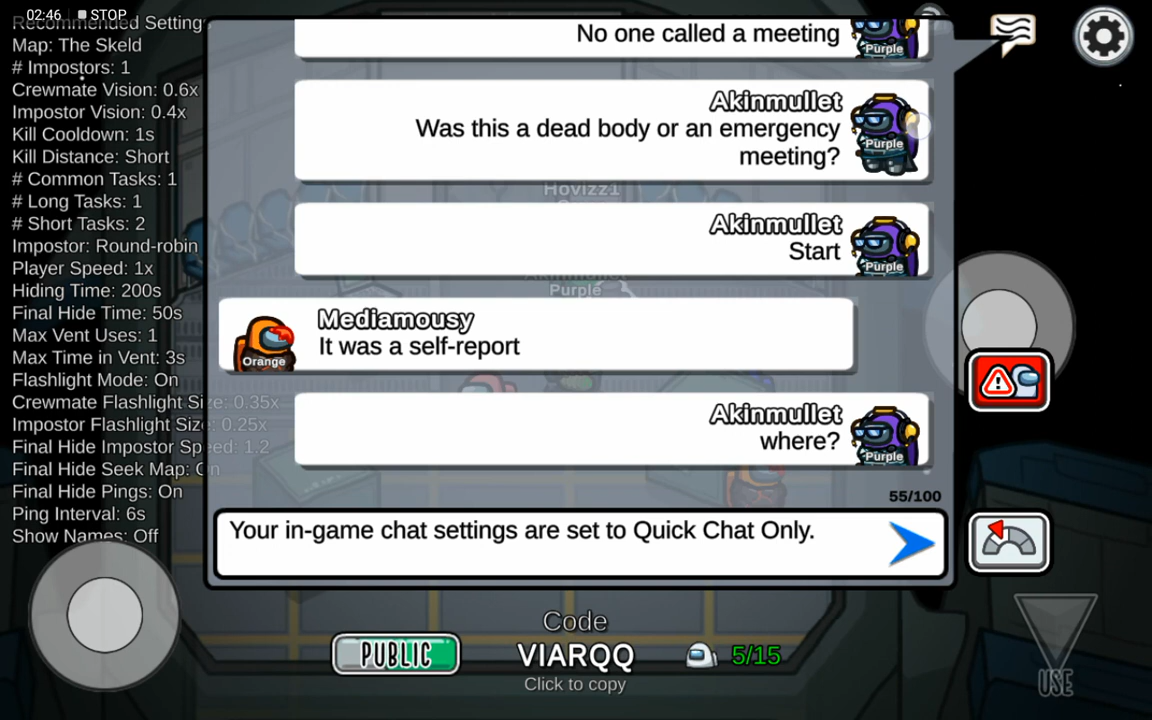 02:46 STOP
Recommended Setting
Map: The Skeld
# Impostors: 1
Crewmate Vision: 0.6x
Impostor Vision: 0.4x
Kill Cooldown: 1s
Kill Distance: Short
# Common Tasks: 1
# Long Tasks: 1
# Short Tasks: 2
Impostor: Round-robin
Player Speed: 1x
Hiding Time: 200s
Final Hide Time: 50s
Max Vent Uses: 1
Max Time in Vent: 3s
Flashlight Mode: On
Crewmate Flashlight Size: 0.35x
Impostor Flashlight Size: 0.25x
Final Hide Impostor Speed: 1.2
Final Hide Seek Map: On
Final Hide Pings: On
Ping Interval: 6s
Show Names: Off
No one called a meeting
Purple
Akinmullet
Was this a dead body or an emergency
meeting?
Purple
Hovizz1
Akinmullet
Start
Purple
Akinmullet
Purple
Mediamousy
It was a self-report
Orange
Akinmullet
where?
Purple
55/100
Your in-game chat settings are set to Quick Chat Only.
Code
PUBLIC
VIARQQ
5/15
Click to copy
USE